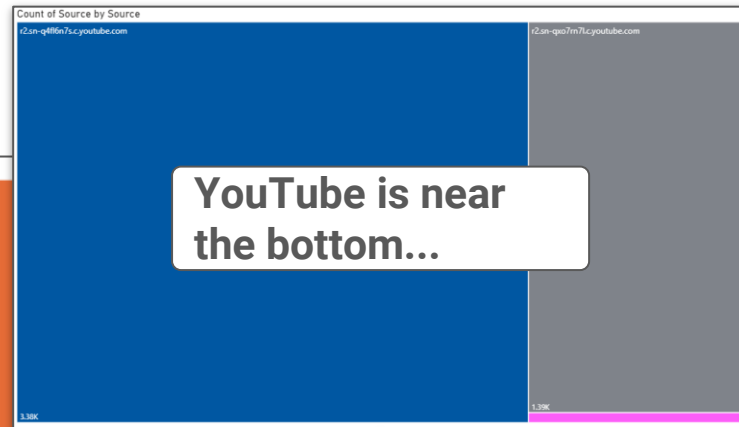 Count of Source by Source
r2.sn-q4fl6n7s.c.youtube.com
r2.sn-qxo7rn7l.c.youtube.com
YouTube is near
the bottom...
3.38K
1.39K